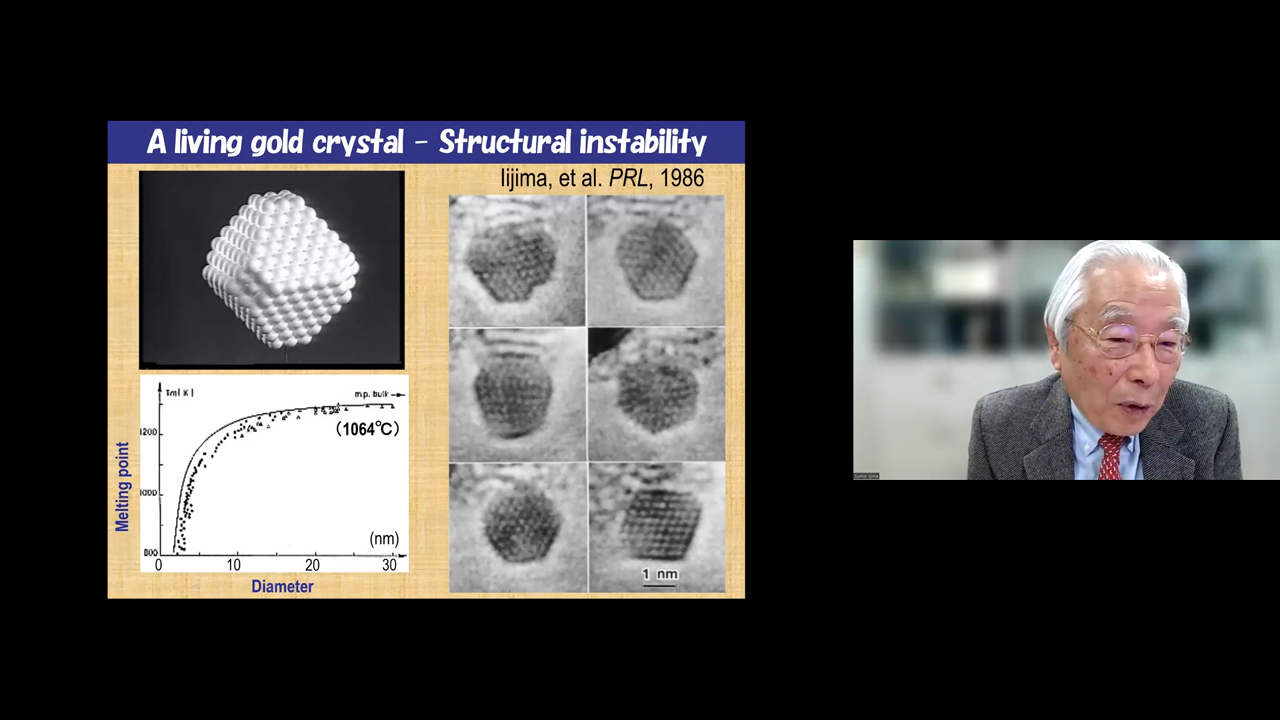 A living gold crystal - Structural instability
Iijima, et al. PRL, 1986
Tm( K )
m.p. bulk
(1064℃)
1200
1000
800
(nm)
0 10 20 30
Melting point
Diameter
1 nm